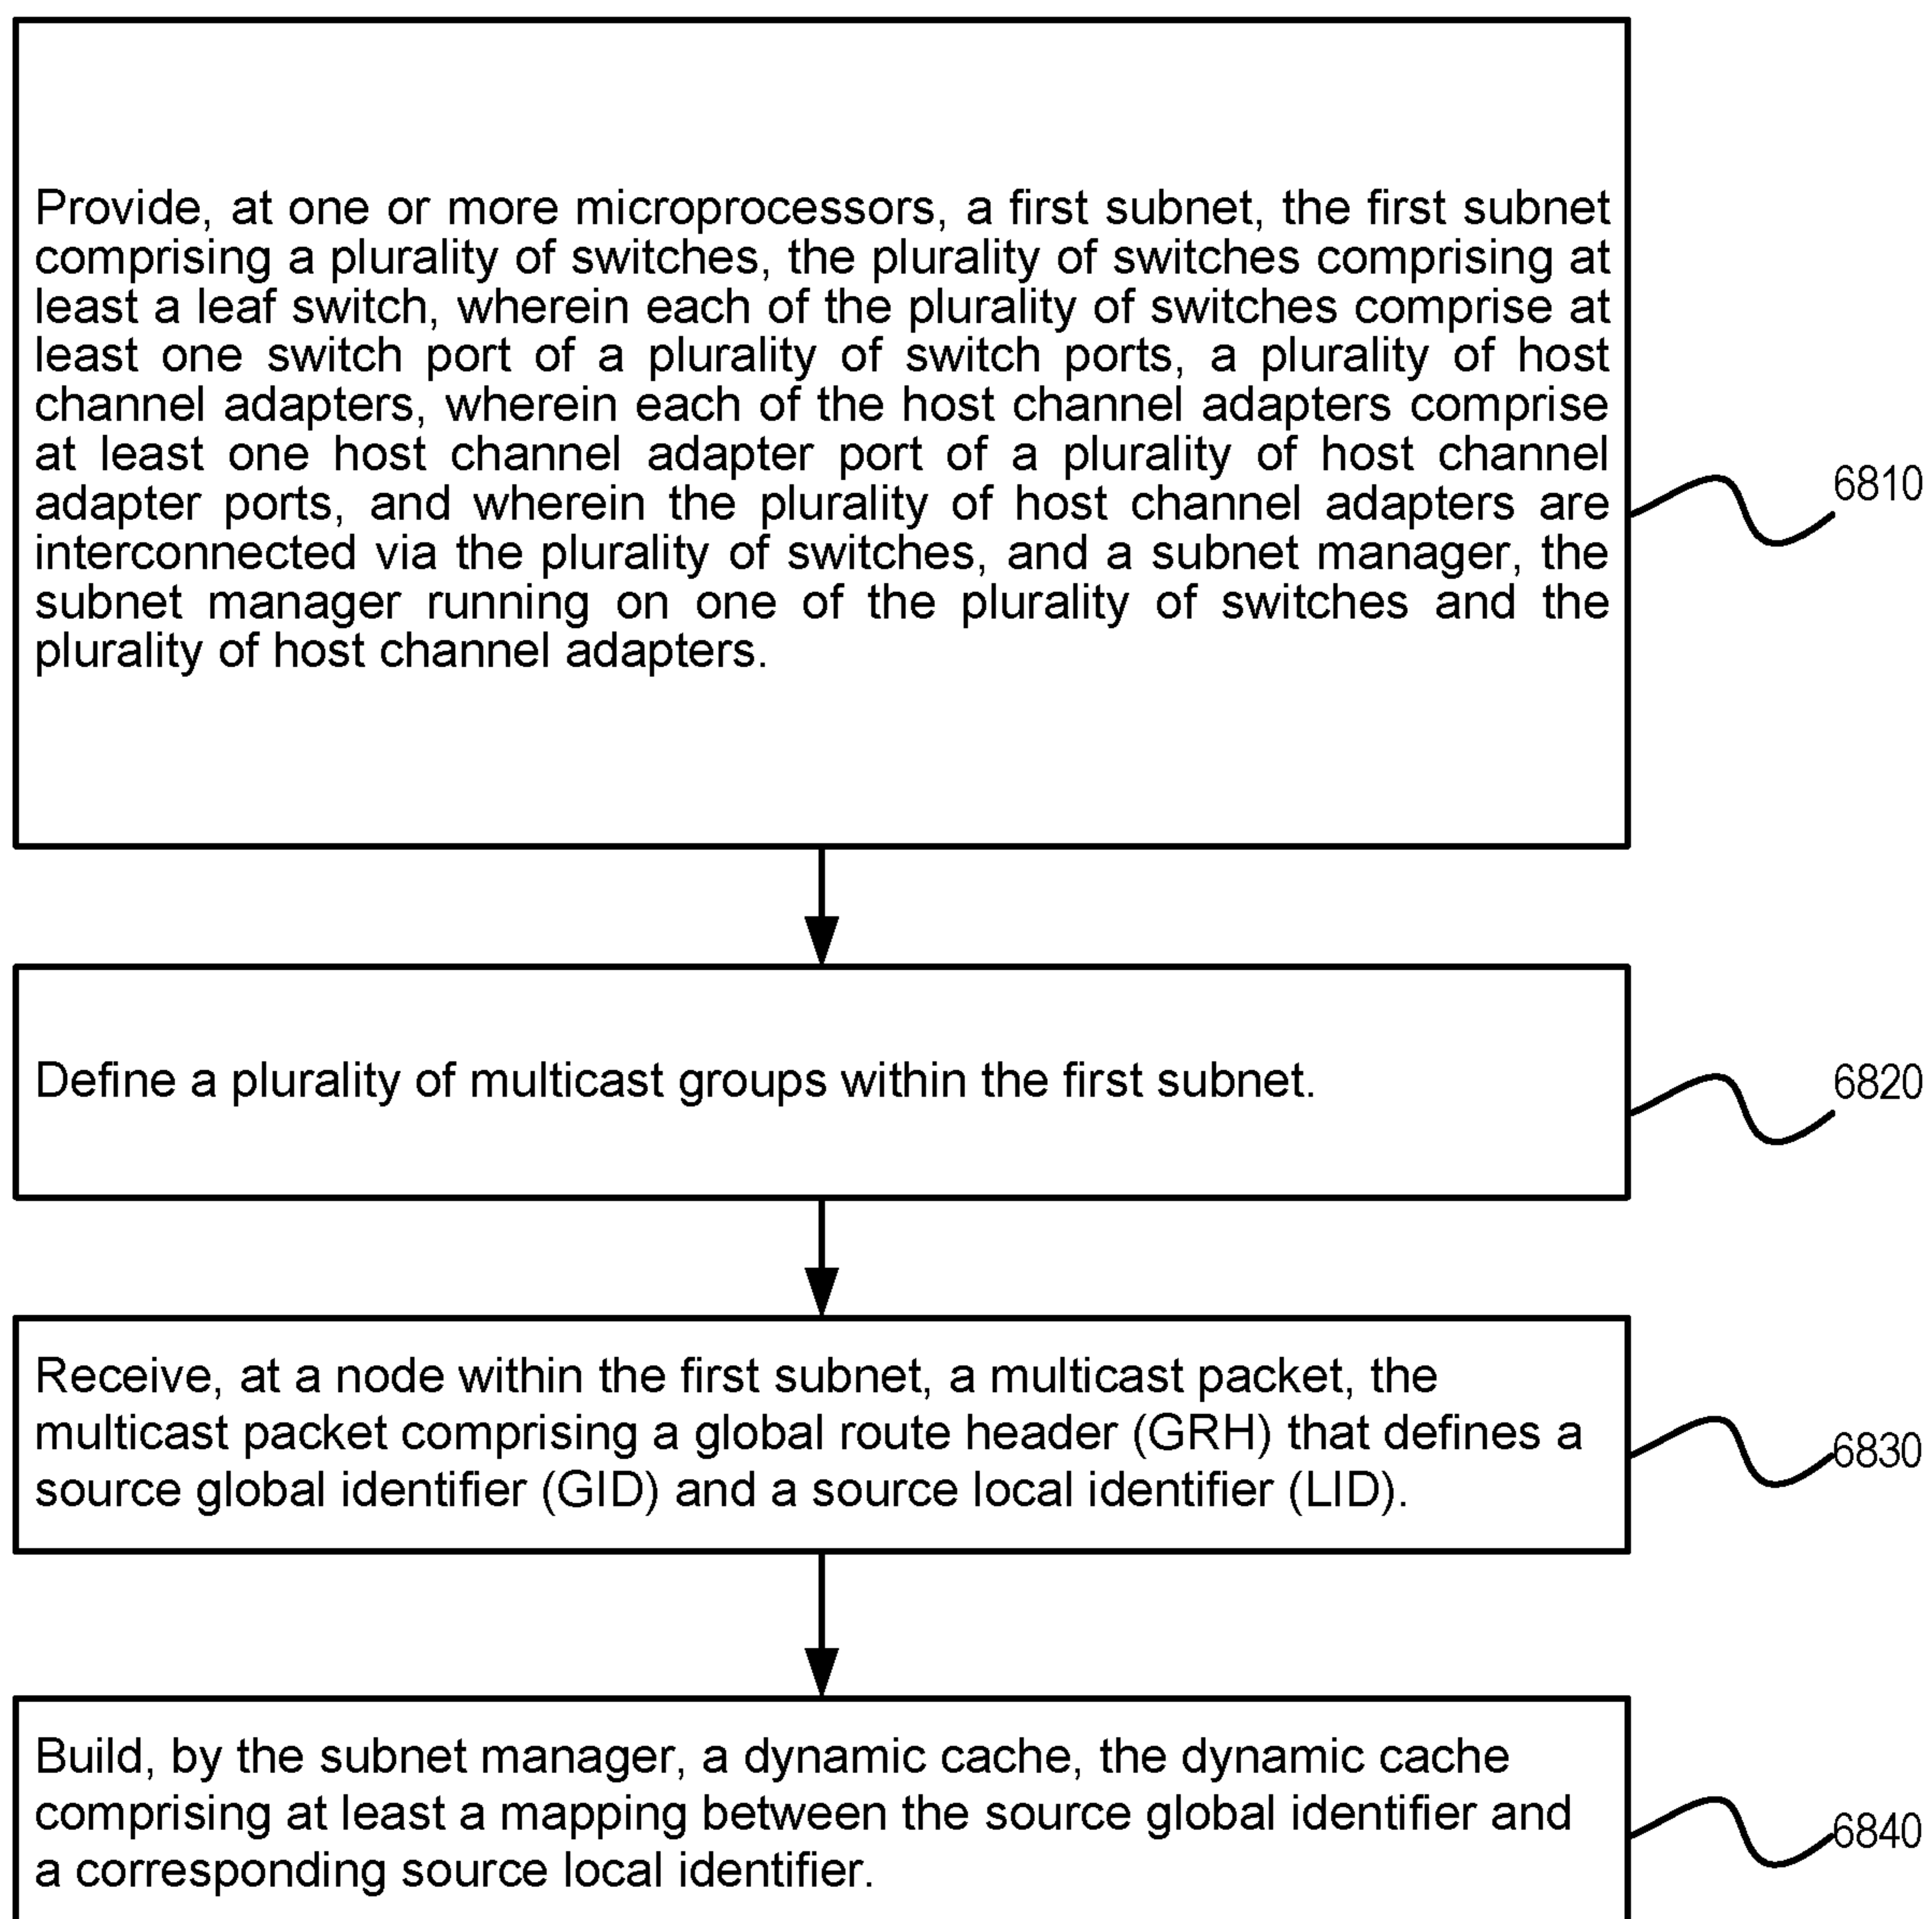 Provide, at one or more microprocessors, a first subnet, the first subnet
comprising a plurality of switches, the plurality of switches comprising at
least a leaf switch, wherein each of the plurality of switches comprise at
least one switch port of a plurality of switch ports, a plurality of host
channel adapters, wherein each of the host channel adapters comprise
at least one host channel adapter port of a plurality of host channel
adapter ports, and wherein the plurality of host channel adapters are
interconnected via the plurality of switches, and a subnet manager, the
subnet manager running on one of the plurality of switches and the
plurality of host channel adapters.
6810
Define a plurality of multicast groups within the first subnet.
6820
Receive, at a node within the first subnet, a multicast packet, the
multicast packet comprising a global route header (GRH) that defines a
source global identifier (GID) and a source local identifier (LID).
6830
Build, by the subnet manager, a dynamic cache, the dynamic cache
comprising at least a mapping between the source global identifier and
a corresponding source local identifier.
6840